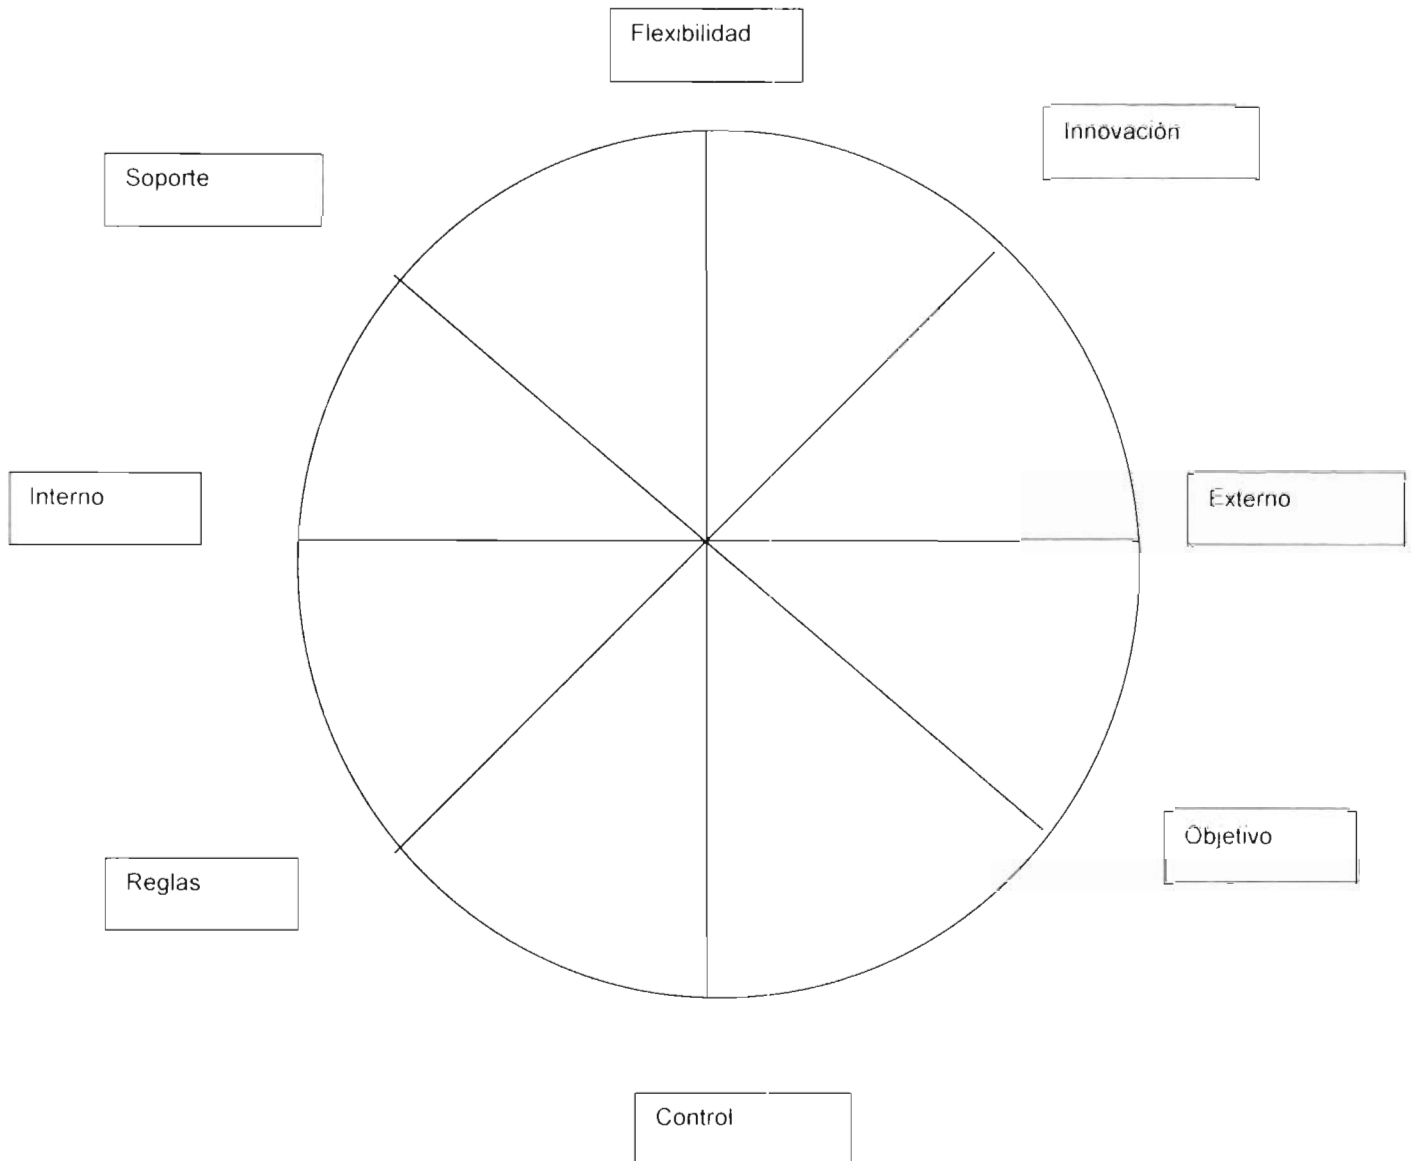 Flexibilidad
Innovación
Soporte
Interno
Externo
Objetivo
Reglas
Control